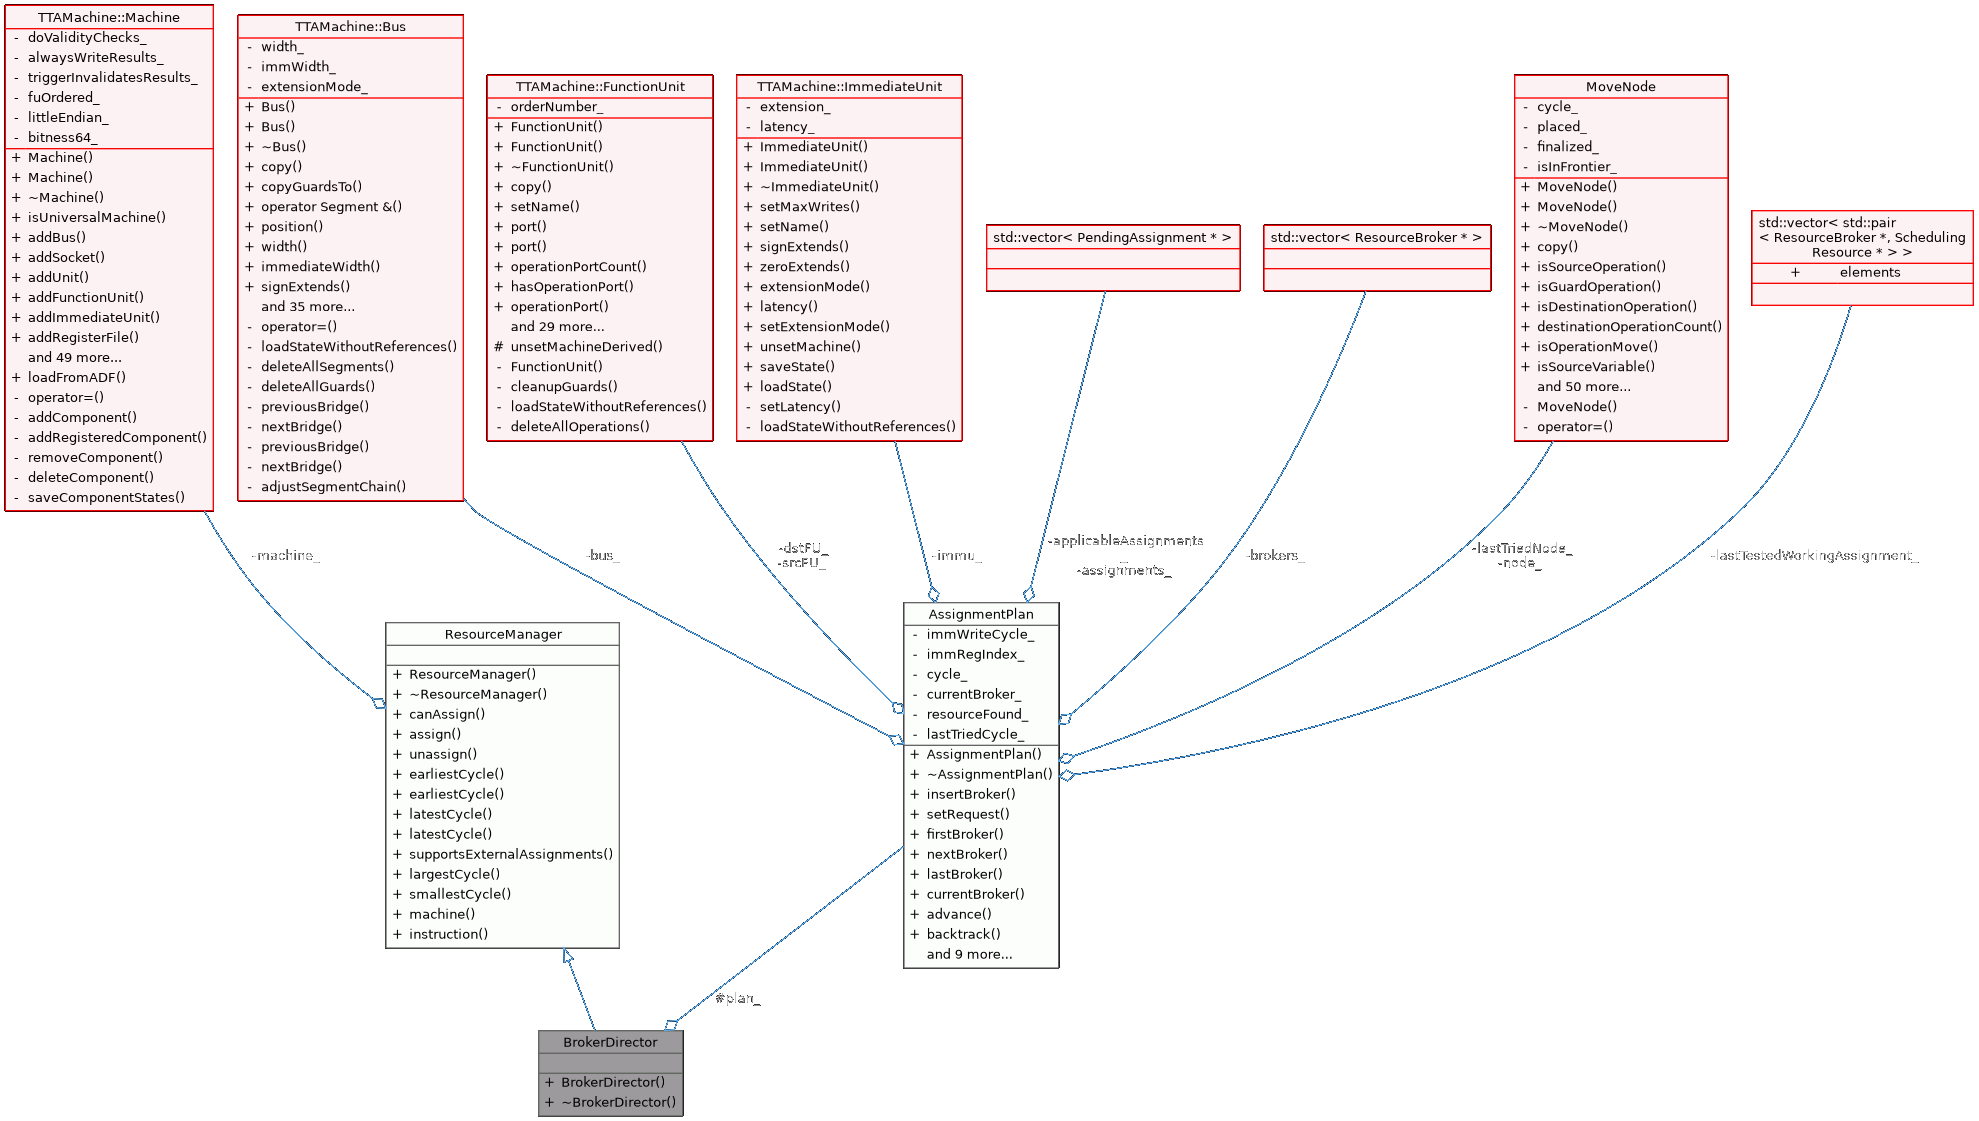 TTAMachine::Machine
- doValidityChecks_
- alwaysWriteResults_
- triggerInvalidatesResults_
- fuOrdered_
- littleEndian_
- bitness64_
+ Machine()
+ Machine()
+ ~Machine()
+ isUniversalMachine()
+ addBus()
+ addSocket()
+ addUnit()
+ addFunctionUnit()
+ addImmediateUnit()
+ addRegisterFile()
and 49 more...
+ loadFromADF()
- operator=()
- addComponent()
- addRegisteredComponent()
- removeComponent()
- deleteComponent()
- saveComponentStates()
TTAMachine::Bus
- width_
- immWidth_
- extensionMode_
+ Bus()
+ Bus()
+ ~Bus()
+ copy()
+ copyGuardsTo()
+ operator Segment &()
+ position()
+ width()
+ immediateWidth()
+ signExtends()
and 35 more...
- operator=()
- loadStateWithoutReferences()
- deleteAllSegments()
- deleteAllGuards()
- previousBridge()
- nextBridge()
- previousBridge()
- nextBridge()
- adjustSegmentChain()
TTAMachine::FunctionUnit
- orderNumber_
+ FunctionUnit()
+ FunctionUnit()
+ ~FunctionUnit()
+ copy()
+ setName()
+ port()
+ port()
+ operationPortCount()
+ hasOperationPort()
+ operationPort()
and 29 more...
# unsetMachineDerived()
- FunctionUnit()
- cleanupGuards()
- loadStateWithoutReferences()
- deleteAllOperations()
TTAMachine::ImmediateUnit
- extension_
- latency_
+ ImmediateUnit()
+ ImmediateUnit()
+ ~ImmediateUnit()
+ setMaxWrites()
+ setName()
+ signExtends()
+ zeroExtends()
+ extensionMode()
+ latency()
+ setExtensionMode()
+ unsetMachine()
+ saveState()
+ loadState()
- setLatency()
- loadStateWithoutReferences()
std::vector< PendingAssignment * >
std::vector< ResourceBroker * >
MoveNode
- cycle_
- placed_
- finalized_
- isInFrontier_
+ MoveNode()
+ MoveNode()
+ ~MoveNode()
+ copy()
+ isSourceOperation()
+ isGuardOperation()
+ isDestinationOperation()
+ destinationOperationCount()
+ isOperationMove()
+ isSourceVariable()
and 50 more...
- MoveNode()
- operator=()
std::vector< std::pair
< ResourceBroker *, Scheduling
Resource * > >
+ elements
-machine_
-bus_
-dstFU_
-srcFU_
-immu_
-applicableAssignments
_
-assignments_
-brokers_
-lastTriedNode_
-node_
-lastTestedWorkingAssignment_
ResourceManager
+ ResourceManager()
+ ~ResourceManager()
+ canAssign()
+ assign()
+ unassign()
+ earliestCycle()
+ earliestCycle()
+ latestCycle()
+ latestCycle()
+ supportsExternalAssignments()
+ largestCycle()
+ smallestCycle()
+ machine()
+ instruction()
AssignmentPlan
- immWriteCycle_
- immRegIndex_
- cycle_
- currentBroker_
- resourceFound_
- lastTriedCycle_
+ AssignmentPlan()
+ ~AssignmentPlan()
+ insertBroker()
+ setRequest()
+ firstBroker()
+ nextBroker()
+ lastBroker()
+ currentBroker()
+ advance()
+ backtrack()
and 9 more...
#plan_
BrokerDirector
+ BrokerDirector()
+ ~BrokerDirector()